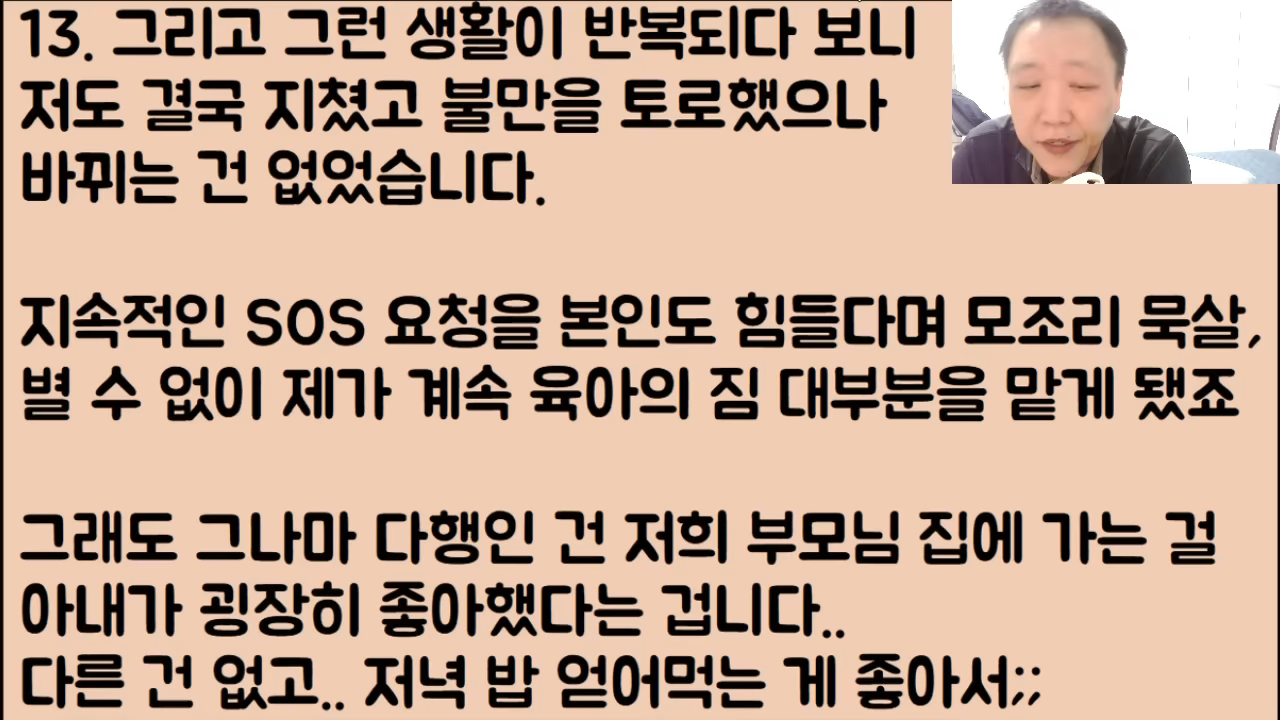 13. 그리고 그런 생활이 반복되다 보니
저도 결국 지쳤고 불만을 토로했으나
바뀌는 건 없었습니다.
지속적인 SOS 요청을 본인도 힘들다며 모조리 묵살,
별 수 없이 제가 계속 육아의 짐 대부분을 맡게 됐죠
그래도 그나마 다행인 건 저희 부모님 집에 가는 걸
아내가 굉장히 좋아했다는 겁니다..
다른 건 없고.. 저녁 밥 얻어먹는 게 좋아서;;